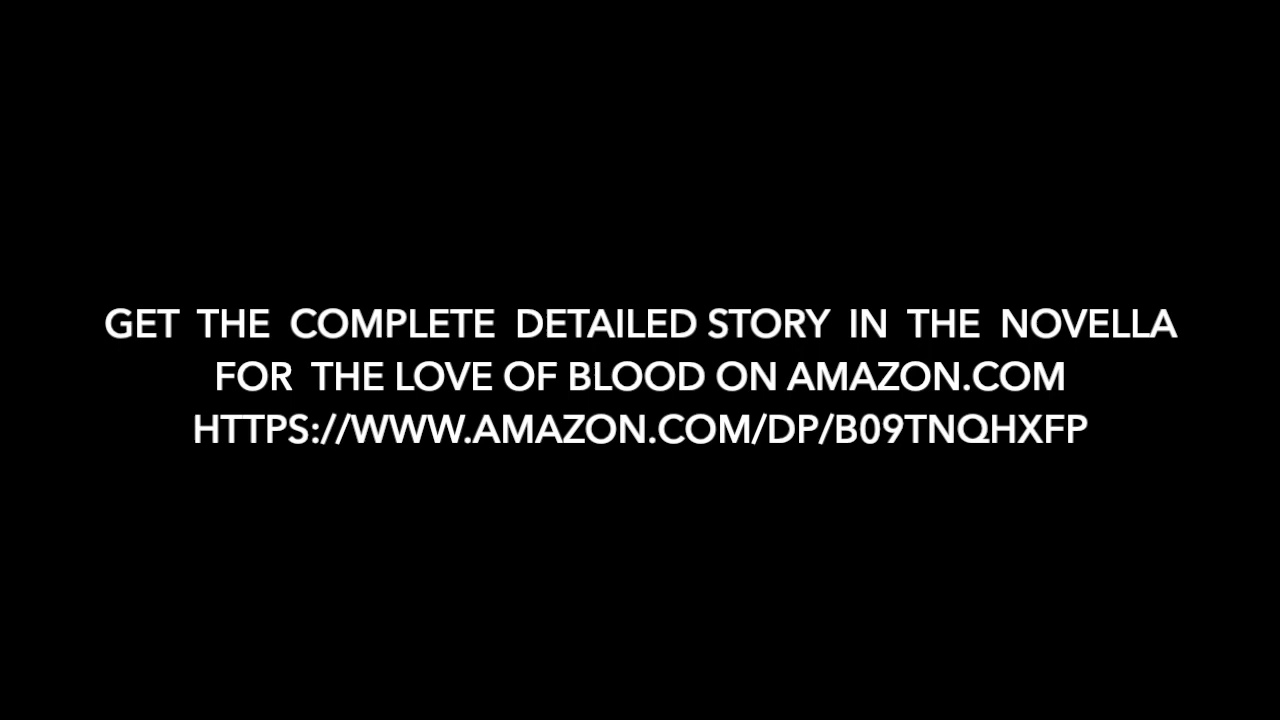 GET THE COMPLETE DETAILED STORY IN THE NOVELLA
FOR THE LOVE OF BLOOD ON AMAZON.COM
HTTPS://WWW.AMAZON.COM/DP/B09TNQHXFP